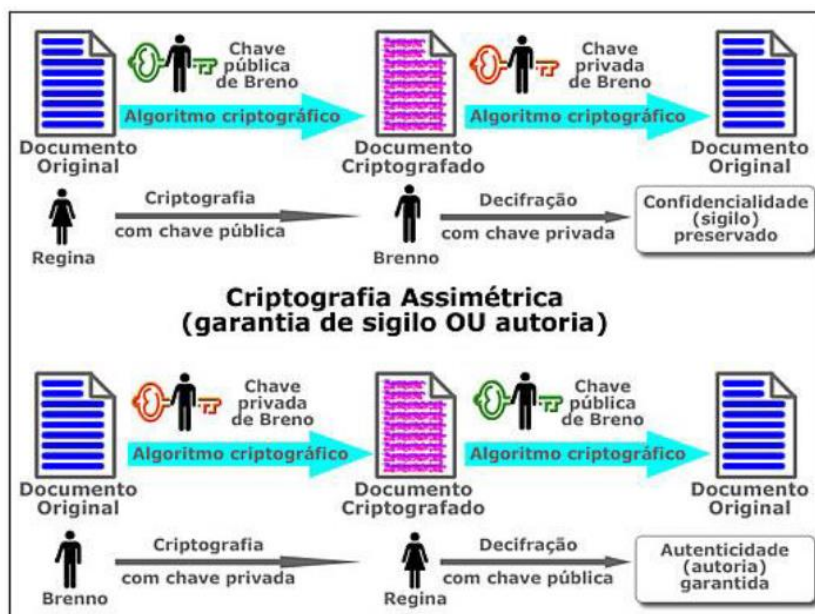 Chave
pública
de Breno
Chave
privada
de Breno
Algoritmo criptográfico
Algoritmo criptográfico
Documento
Original
Documento
Criptografado
Documento
Original
Criptografia
com chave pública
Decifração
com chave privada
Confidencialidade
(sigilo)
preservado
Regina
Brenno
Criptografia Assimétrica
(garantia de sigilo OU autoria)
Chave
privada
de Breno
Chave
pública
de Breno
Algoritmo criptográfico
Algoritmo criptográfico
Documento
Original
Documento
Criptografado
Documento
Original
Criptografia
com chave privada
Decifração
com chave pública
Autenticidade
(autoria)
garantida
Brenno
Regina